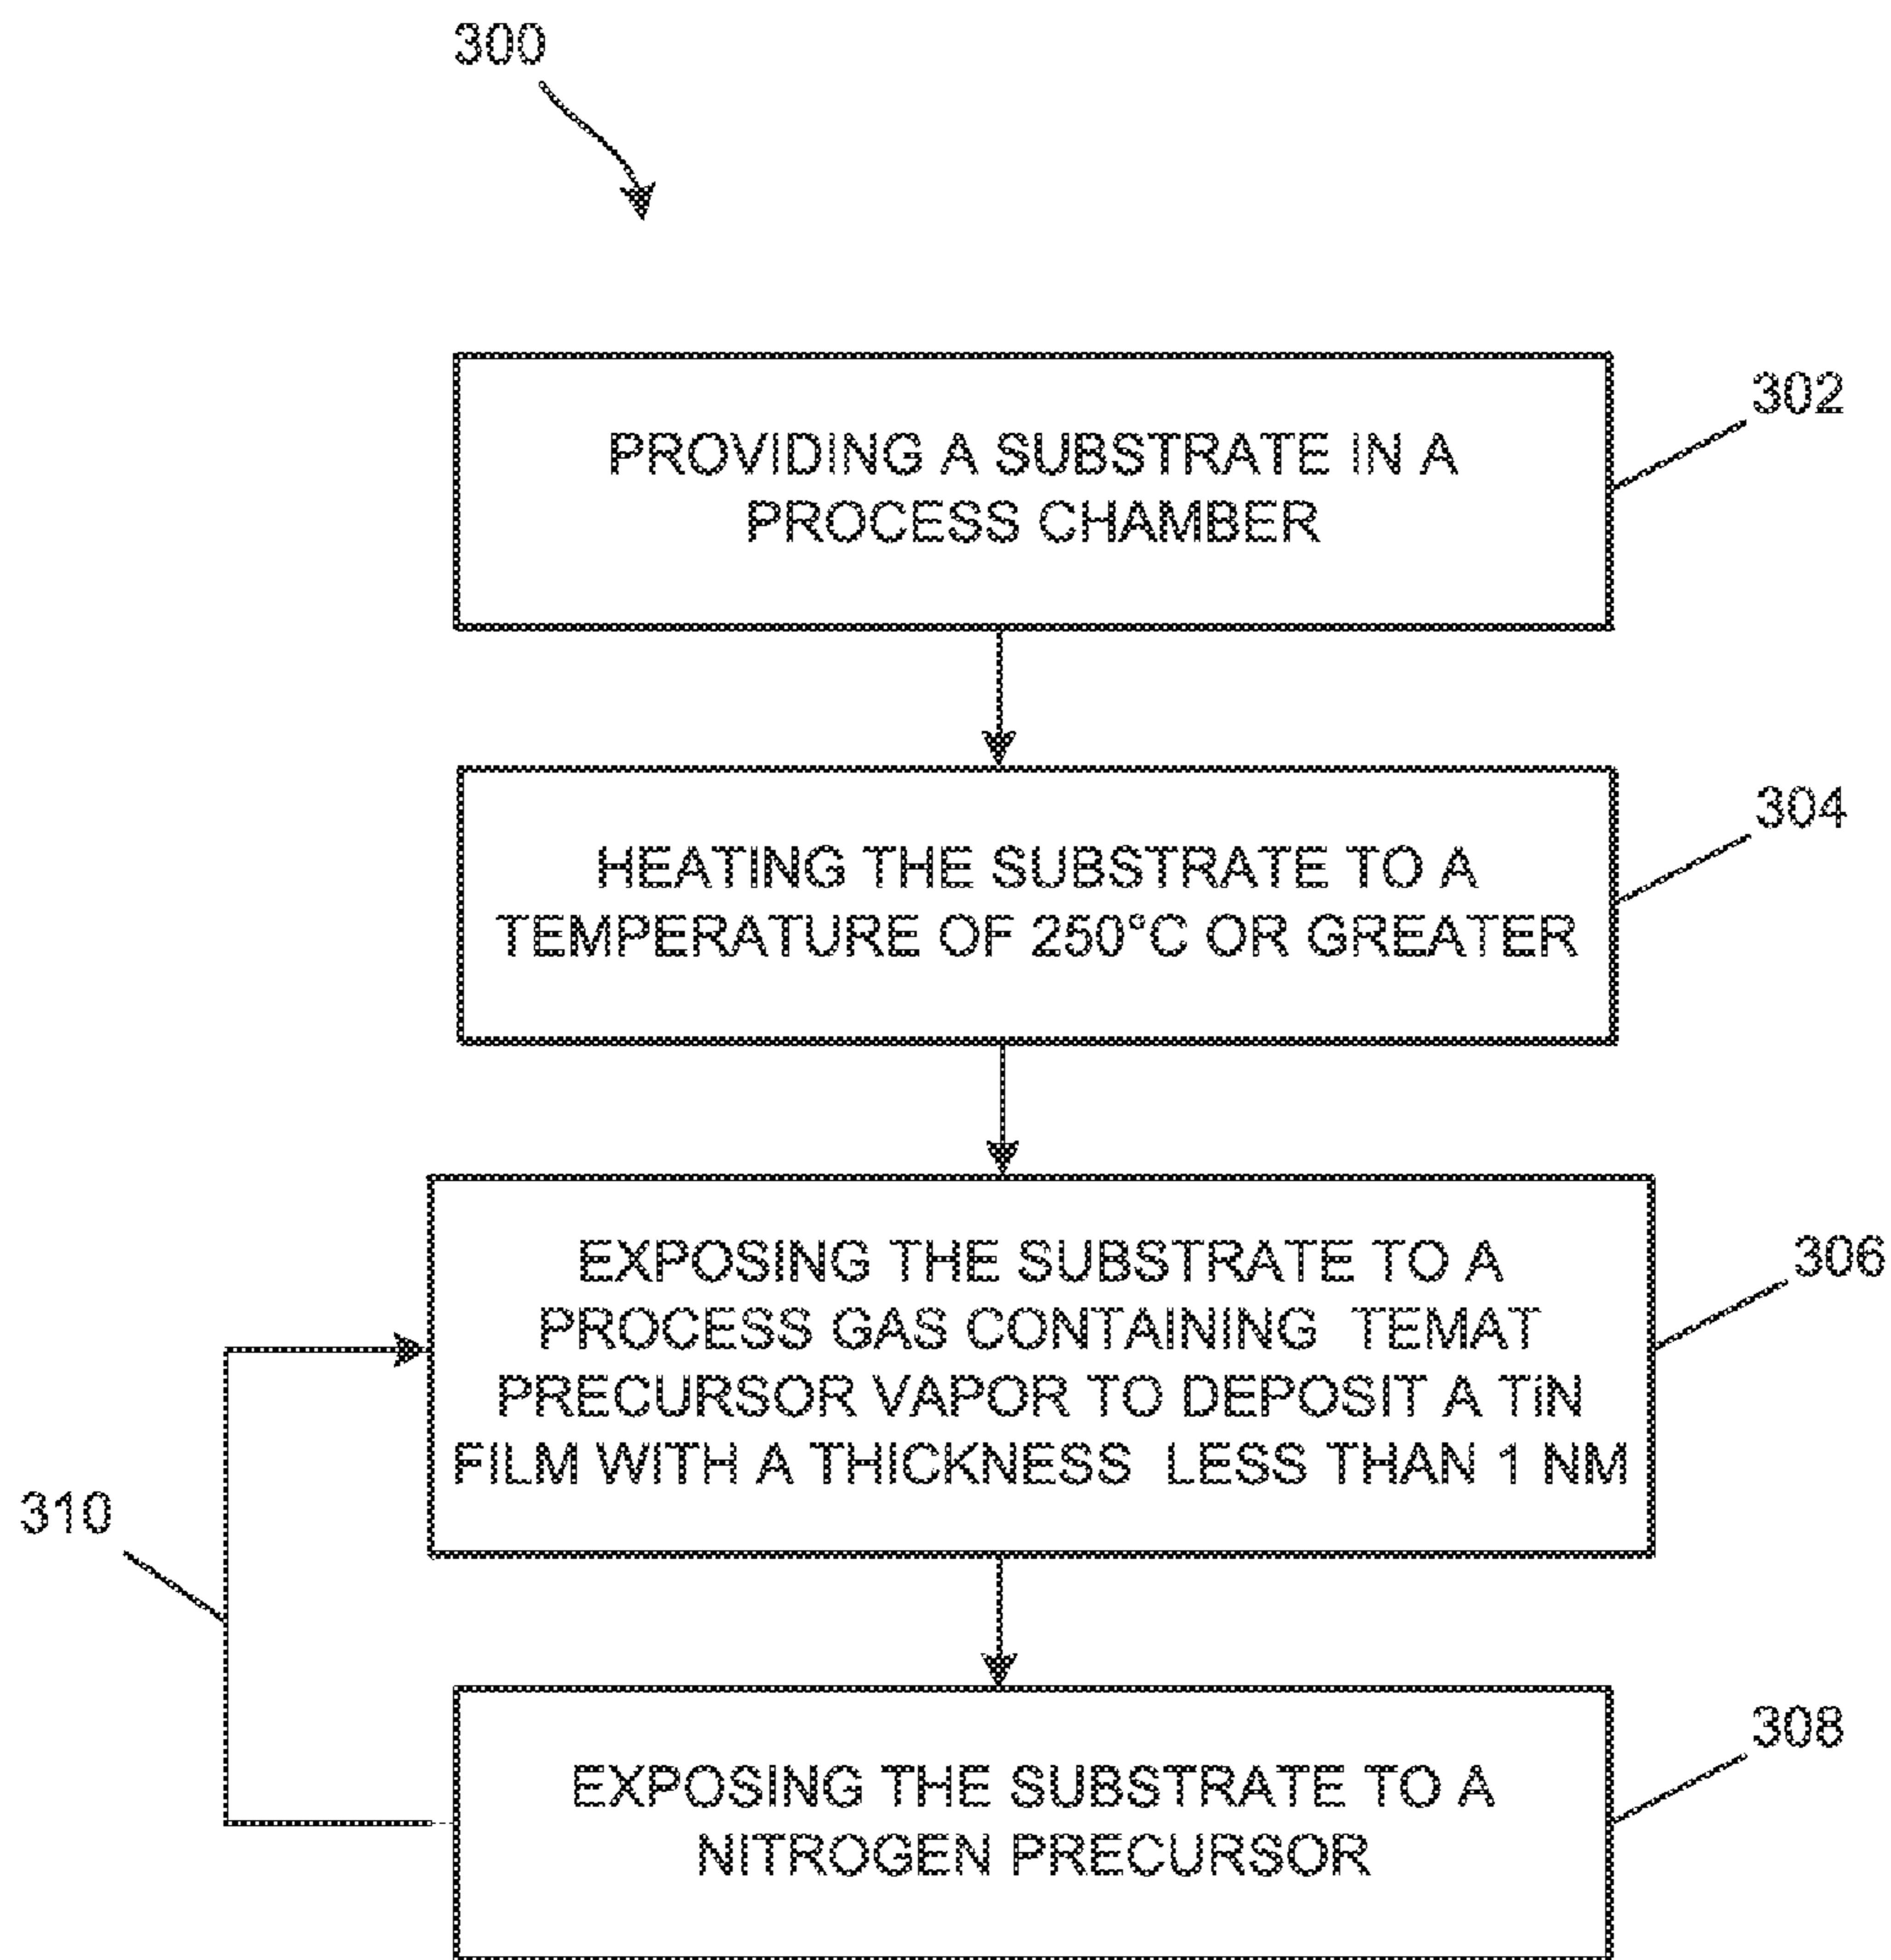 300
302
PROVIDING A SUBSTRATE IN A
PROCESS CHAMBER
304
HEATING THE SUBSTRATE TO A
TEMPERATURE OF 250°C OR GREATER
306
EXPOSING THE SUBSTRATE TO A
PROCESS GAS CONTAINING TEMAT
PRECURSOR VAPOR TO DEPOSIT A TiN
FILM WITH A THICKNESS LESS THAN 1 NM
310
308
EXPOSING THE SUBSTRATE TO A
NITROGEN PRECURSOR